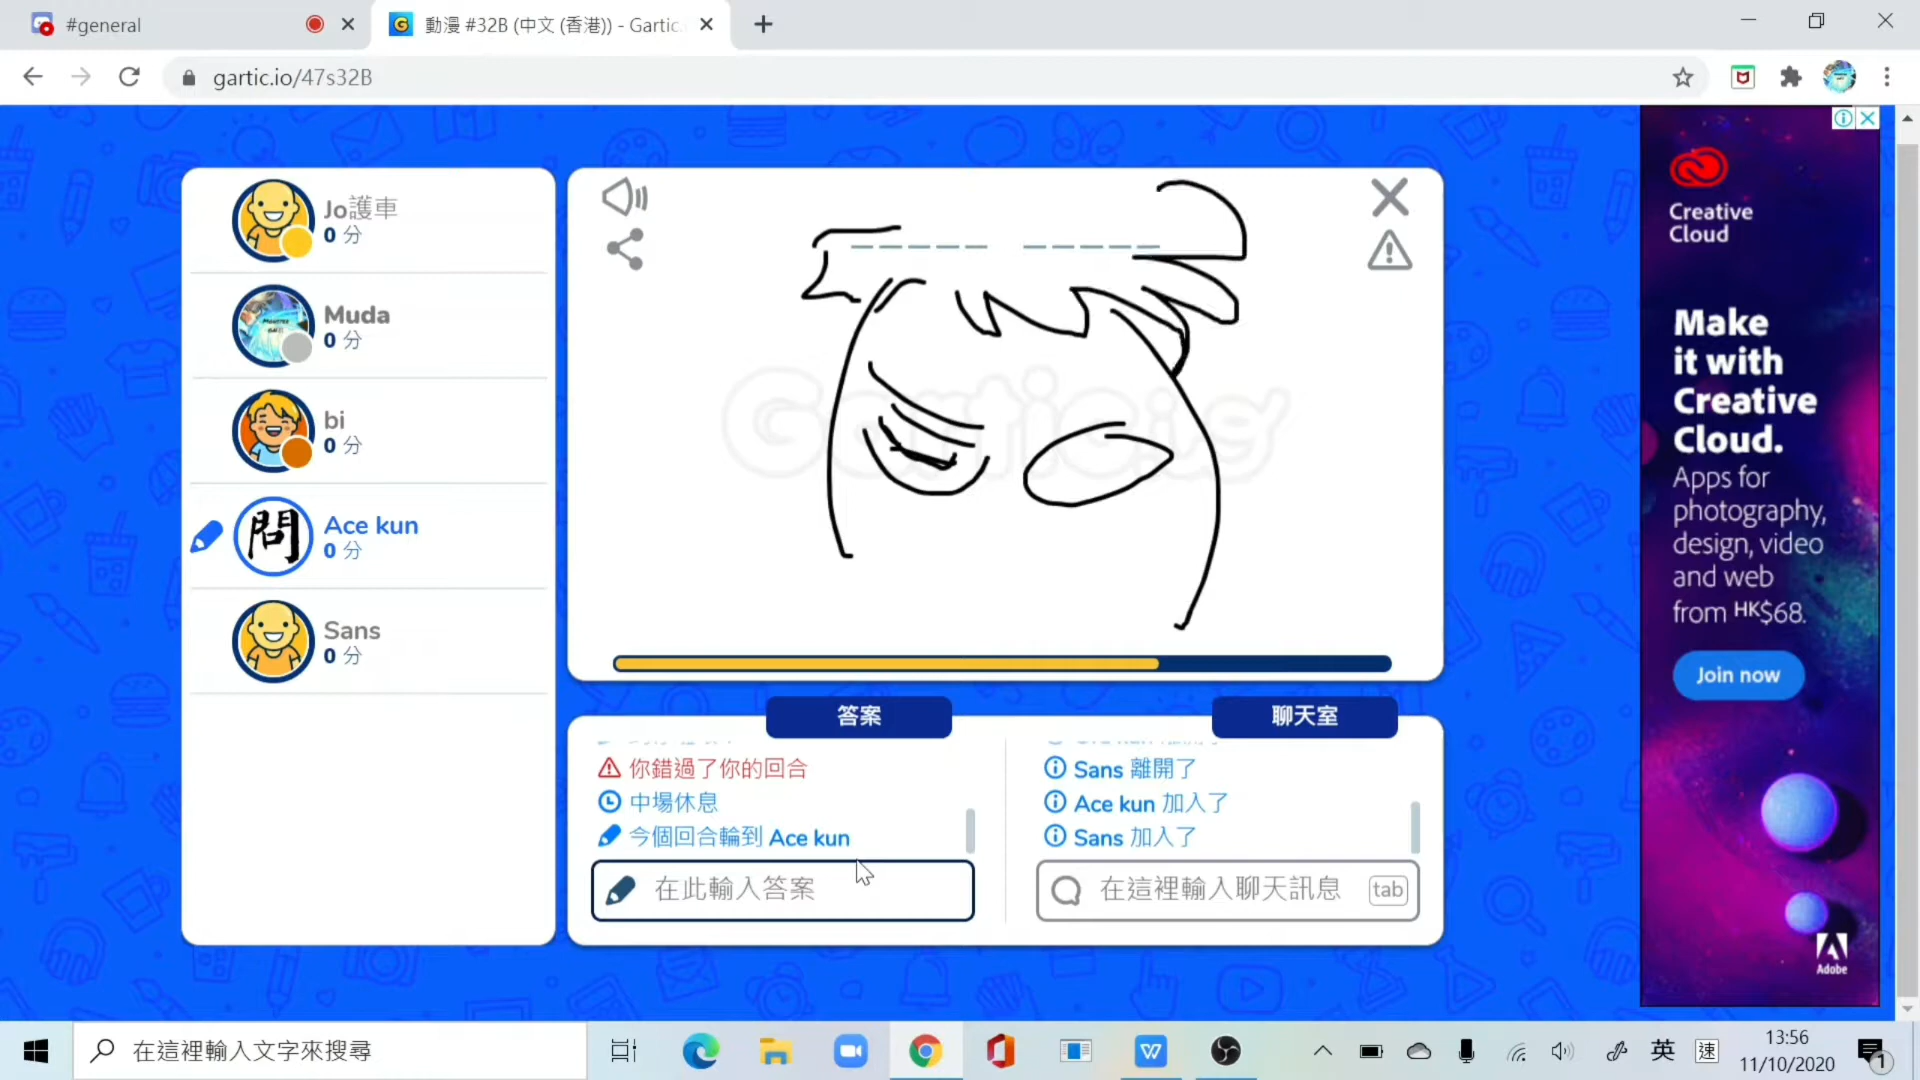 #general
動漫 #32B (中文 (香港)) - Gartic.
gartic.io/47s32B
Jo護車
0 分
Muda
0 分
bi
0 分
問
Ace kun
0 分
Sans
0 分
Gartic.io
答案
你錯過了你的回合
中場休息
今個回合輪到 Ace kun
在此輸入答案
聊天室
Sans 離開了
Ace kun 加入了
Sans 加入了
在這裡輸入聊天訊息
tab
Creative
Cloud
Make
it with
Creative
Cloud.
Apps for
photography,
design, video
and web
from HK$68.
Join now
Adobe
在這裡輸入文字來搜尋
英
速
13:56
11/10/2020
1